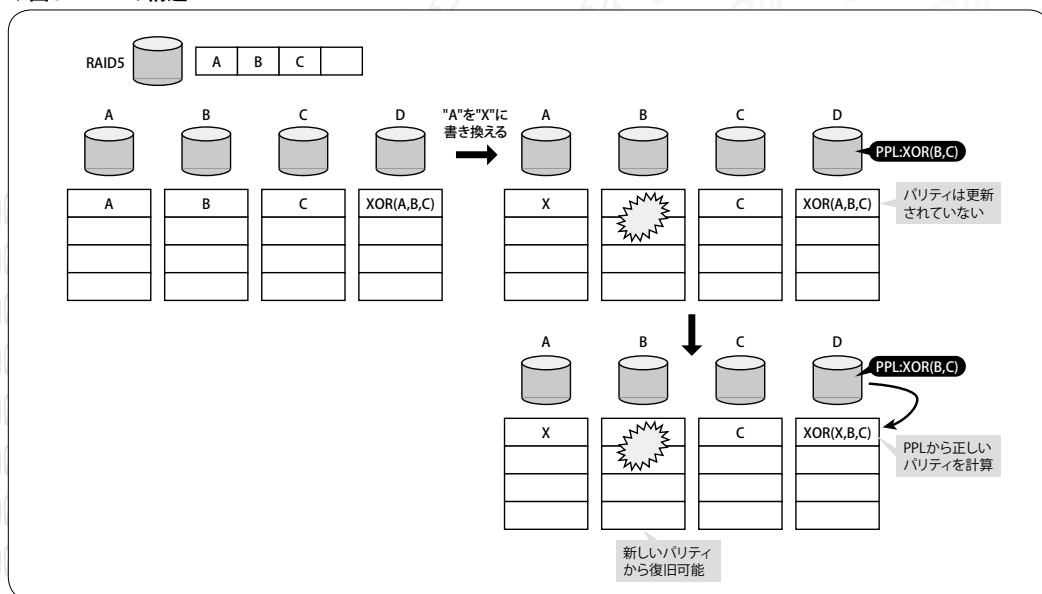 RAID5
A B C
A B C D
"A"を"X"に
書き換える
A B C D
PPL:XOR(B,C)
A B C XOR(A,B,C)
X C XOR(A,B,C)
パリティは更新
されていない
A B C D
PPL:XOR(B,C)
X C XOR(X,B,C)
PPLから正しい
パリティを計算
新しいパリティ
から復旧可能